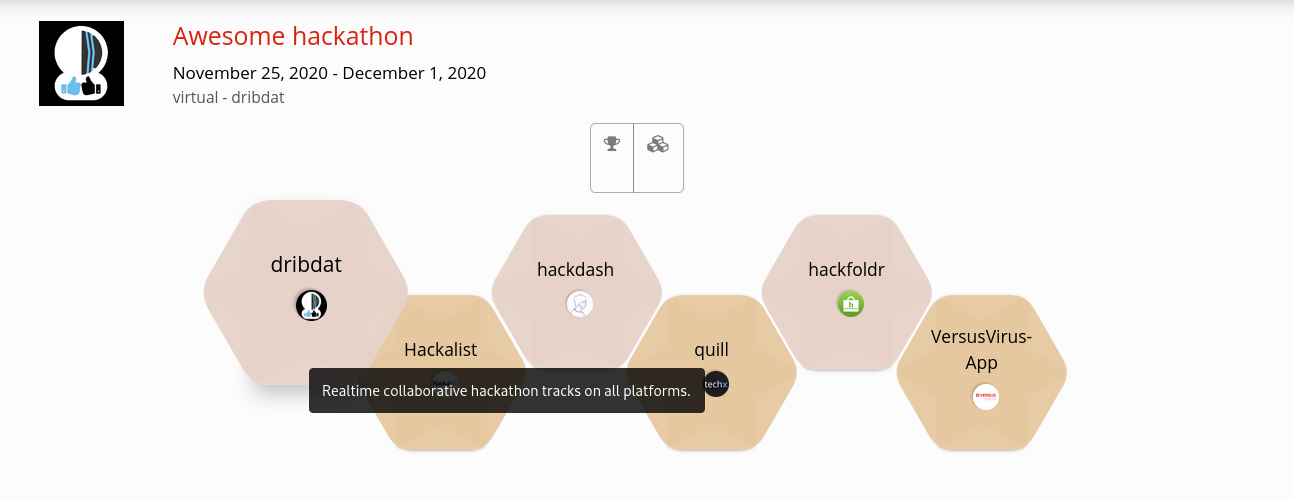 Awesome hackathon
November 25, 2020 - December 1, 2020
virtual - dribdat
dribdat
hackdash
hackfoldr
h
Hackalist
quill
techx
VersusVirus-
App
VERSUS
Realtime collaborative hackathon tracks on all platforms.